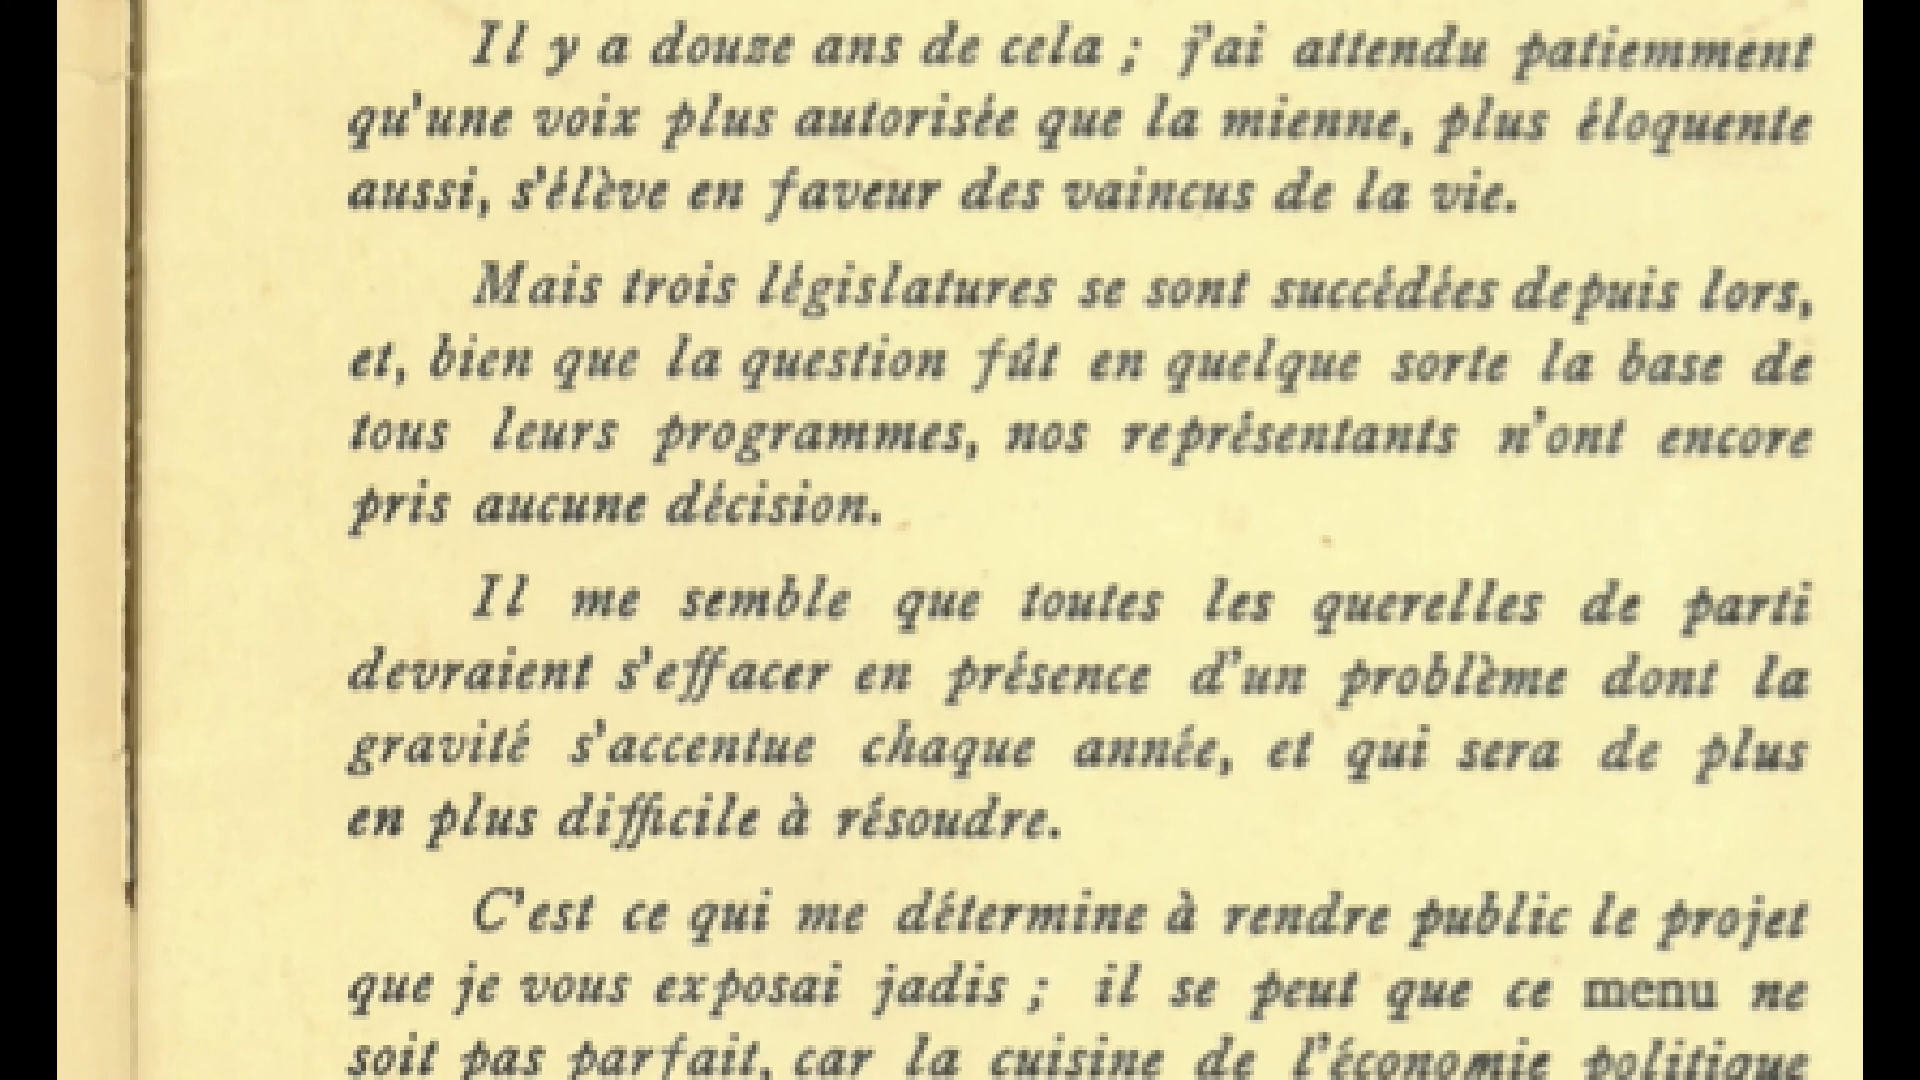 Il y a douze ans de cela ; j'ai attendu patiemment
qu'une voix plus autorisée que la mienne, plus éloquente
aussi, s'élève en faveur des vaincus de la vie.
Mais trois législatures se sont succédées depuis lors,
et, bien que la question fût en quelque sorte la base de
tous leurs programmes, nos représentants n'ont encore
pris aucune décision.
Il me semble que toutes les querelles de parti
devraient s'effacer en présence d'un problème dont la
gravité s'accentue chaque année, et qui sera de plus
en plus difficile à résoudre.
C'est ce qui me détermine à rendre public le projet
que je vous exposai jadis ; il se peut que ce menu ne
soit pas parfait, car la cuisine de l'économie politique